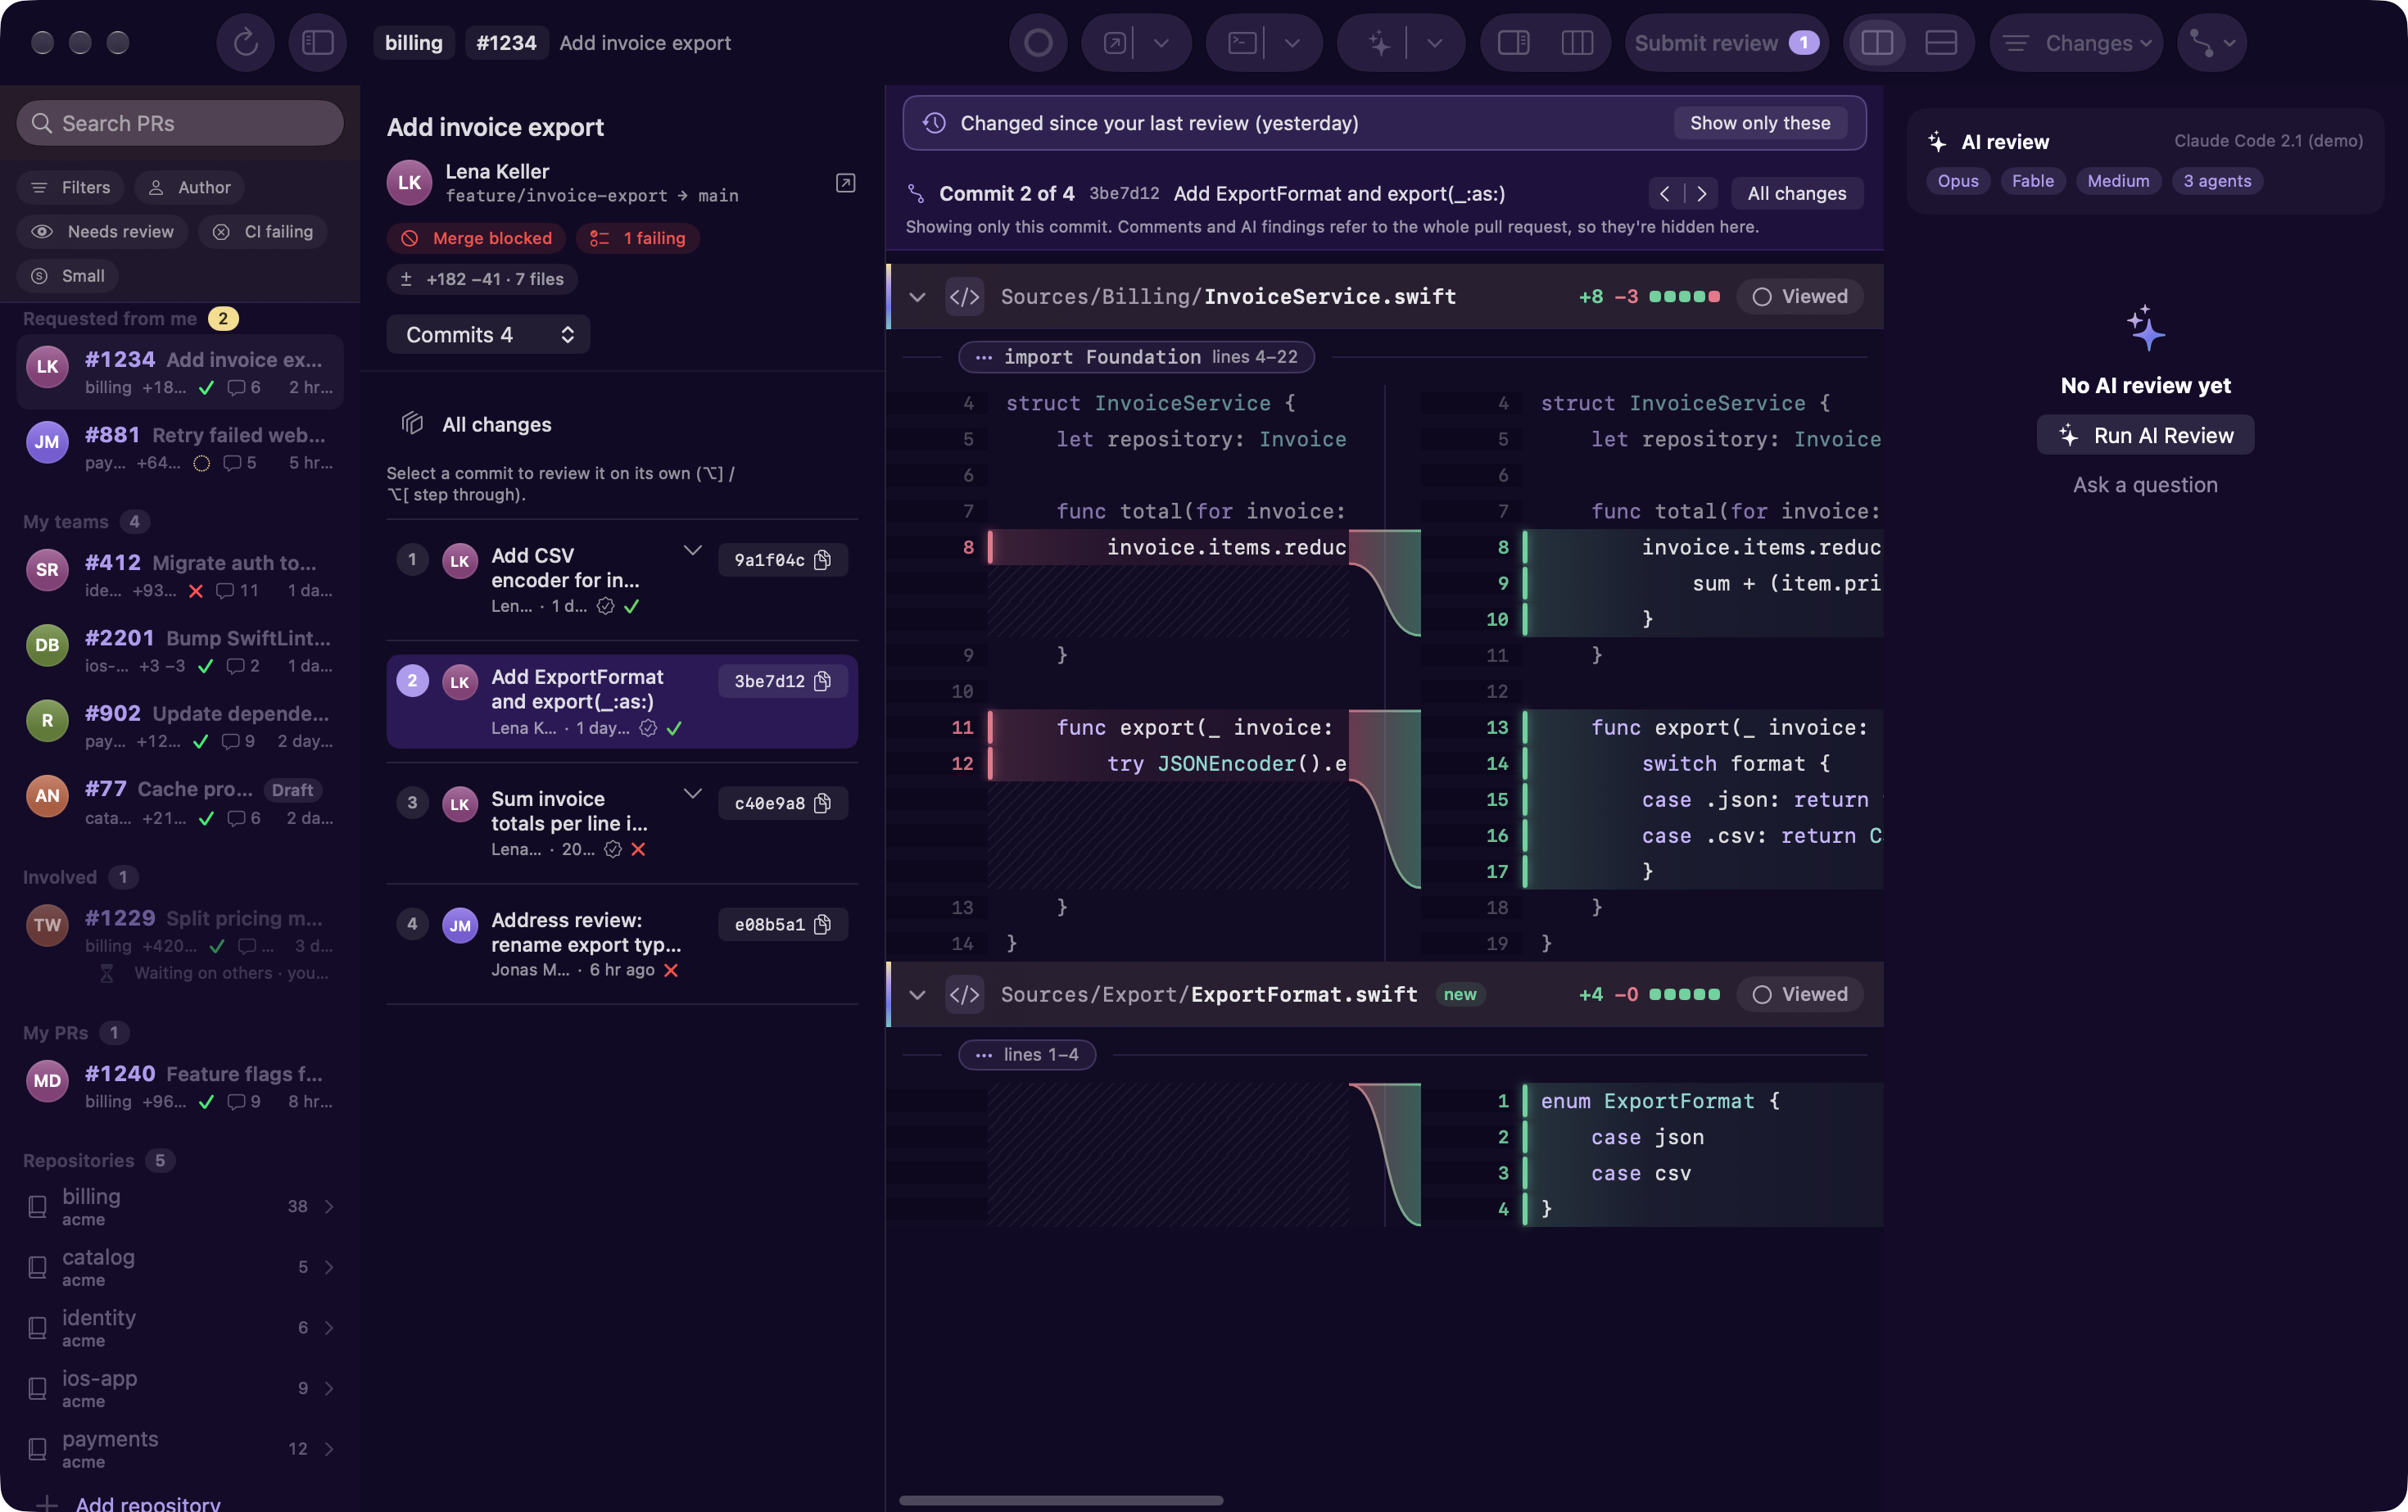 billing #1234 Add invoice export
Submit review 1
Changes
Search PRs
Filters Author
Needs review CI failing
Small
Requested from me 2
LK #1234 Add invoice ex...
billing +18... 6 2 hr...
JM #881 Retry failed web...
pay... +64... 5 5 hr...
My teams 4
SR #412 Migrate auth to...
ide... +93... 11 1 da...
DB #2201 Bump SwiftLint...
ios-... +3 −3 2 1 da...
R #902 Update depende...
pay... +12... 9 2 day...
AN #77 Cache pro... Draft
cata... +21... 6 2 da...
Involved 1
TW #1229 Split pricing m...
billing +420... ... 3 d...
Waiting on others · you...
My PRs 1
MD #1240 Feature flags f...
billing +96... 9 8 hr...
Repositories 5
billing 38
acme
catalog 5
acme
identity 6
acme
ios-app 9
acme
payments 12
acme
Add repository
Add invoice export
LK Lena Keller
feature/invoice-export → main
Merge blocked 1 failing
± +182 −41 · 7 files
Commits 4
All changes
Select a commit to review it on its own (⌥] /
⌥[ step through).
1 LK Add CSV
encoder for in...
9a1f04c
Len... · 1 d...
2 LK Add ExportFormat
and export(_:as:)
3be7d12
Lena K... · 1 day...
3 LK Sum invoice
totals per line i...
c40e9a8
Lena... · 20...
4 JM Address review:
rename export typ...
e08b5a1
Jonas M... · 6 hr ago
Changed since your last review (yesterday) Show only these
Commit 2 of 4 3be7d12 Add ExportFormat and export(_:as:) All changes
Showing only this commit. Comments and AI findings refer to the whole pull request, so they're hidden here.
Sources/Billing/InvoiceService.swift +8 −3 Viewed
··· import Foundation lines 4–22
4 struct InvoiceService {
5 let repository: Invoice
6
7 func total(for invoice:
8 invoice.items.reduc
9 }
10
11 func export(_ invoice:
12 try JSONEncoder().e
13 }
14 }
4 struct InvoiceService {
5 let repository: Invoice
6
7 func total(for invoice:
8 invoice.items.reduc
9 sum + (item.pri
10 }
11 }
12
13 func export(_ invoice:
14 switch format {
15 case .json: return
16 case .csv: return C
17 }
18 }
19 }
Sources/Export/ExportFormat.swift new +4 −0 Viewed
··· lines 1–4
1 enum ExportFormat {
2 case json
3 case csv
4 }
AI review Claude Code 2.1 (demo)
Opus Fable Medium 3 agents
No AI review yet
Run AI Review
Ask a question